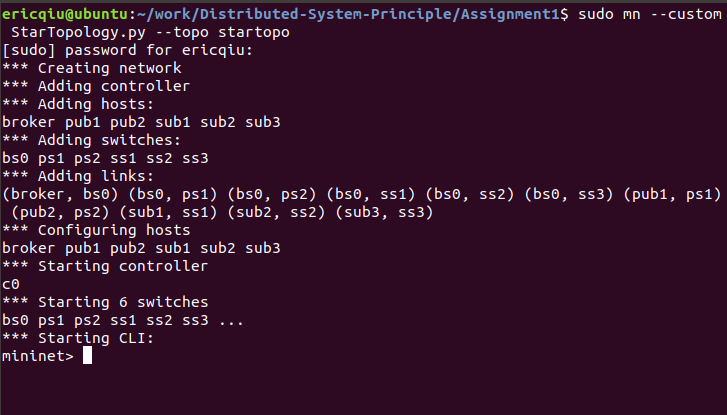 ericqiu@ubuntu:~/work/Distributed-System-Principle/Assignment1$ sudo mn --custom
 StarTopology.py --topo startopo
[sudo] password for ericqiu:
*** Creating network
*** Adding controller
*** Adding hosts:
broker pub1 pub2 sub1 sub2 sub3
*** Adding switches:
bs0 ps1 ps2 ss1 ss2 ss3
*** Adding links:
(broker, bs0) (bs0, ps1) (bs0, ps2) (bs0, ss1) (bs0, ss2) (bs0, ss3) (pub1, ps1)
 (pub2, ps2) (sub1, ss1) (sub2, ss2) (sub3, ss3)
*** Configuring hosts
broker pub1 pub2 sub1 sub2 sub3
*** Starting controller
c0
*** Starting 6 switches
bs0 ps1 ps2 ss1 ss2 ss3 ...
*** Starting CLI:
mininet>